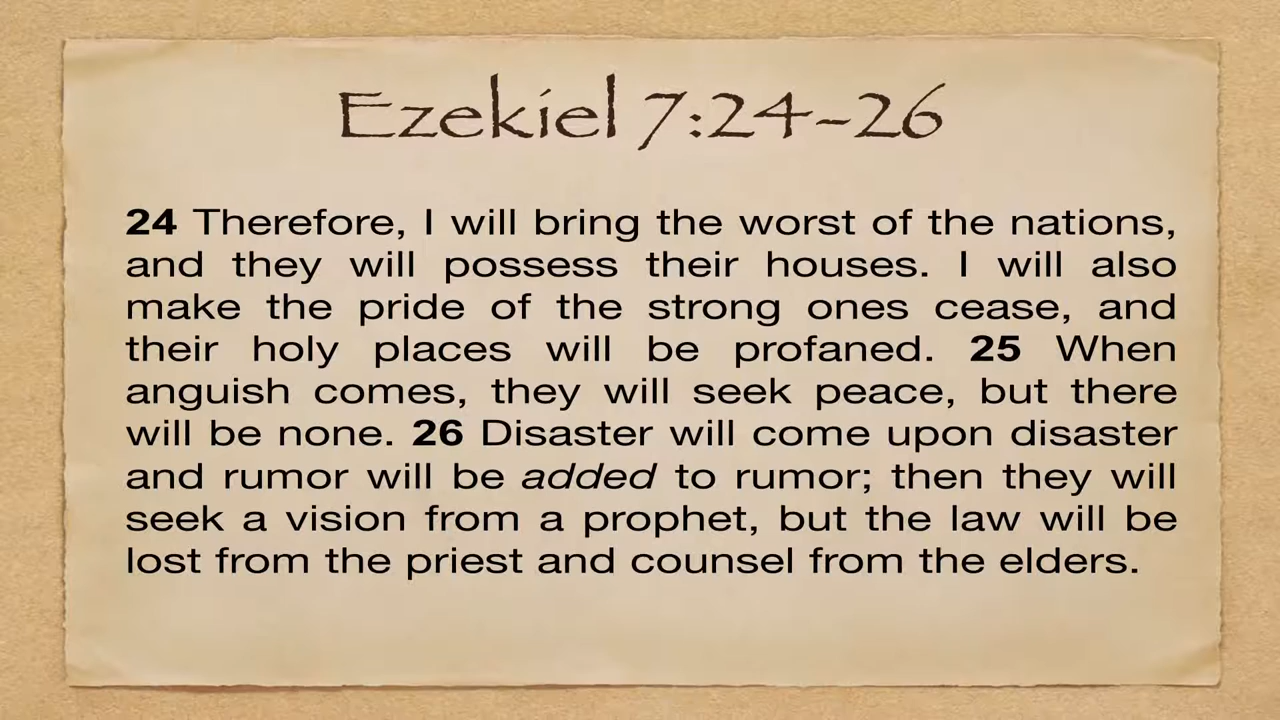 Ezekiel 7:24-26
24 Therefore, I will bring the worst of the nations,
and they will possess their houses. I will also
make the pride of the strong ones cease, and
their holy places will be profaned. 25 When
anguish comes, they will seek peace, but there
will be none. 26 Disaster will come upon disaster
and rumor will be added to rumor; then they will
seek a vision from a prophet, but the law will be
lost from the priest and counsel from the elders.